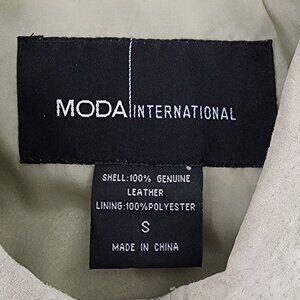 MODA INTERNATIONAL
SHELL:100% GENUINE
LEATHER
LINING:100%POLYESTER
S
MADE IN CHINA